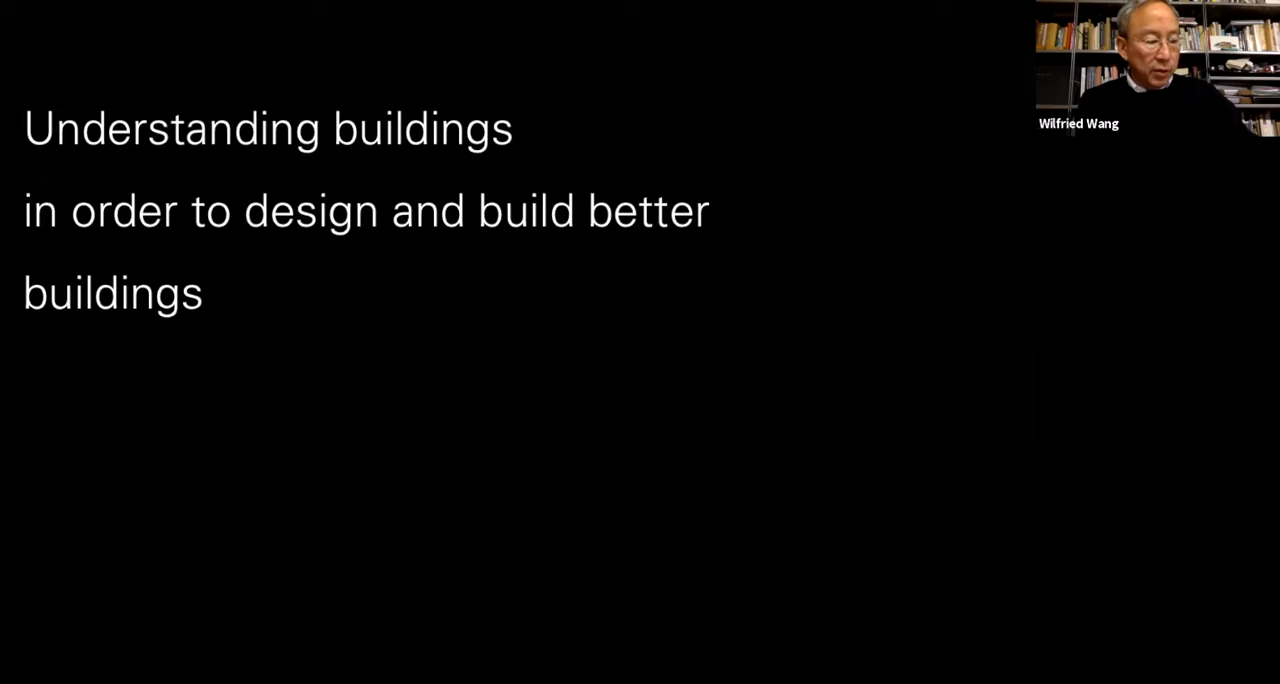 Understanding buildings
in order to design and build better
buildings
Wilfried Wang